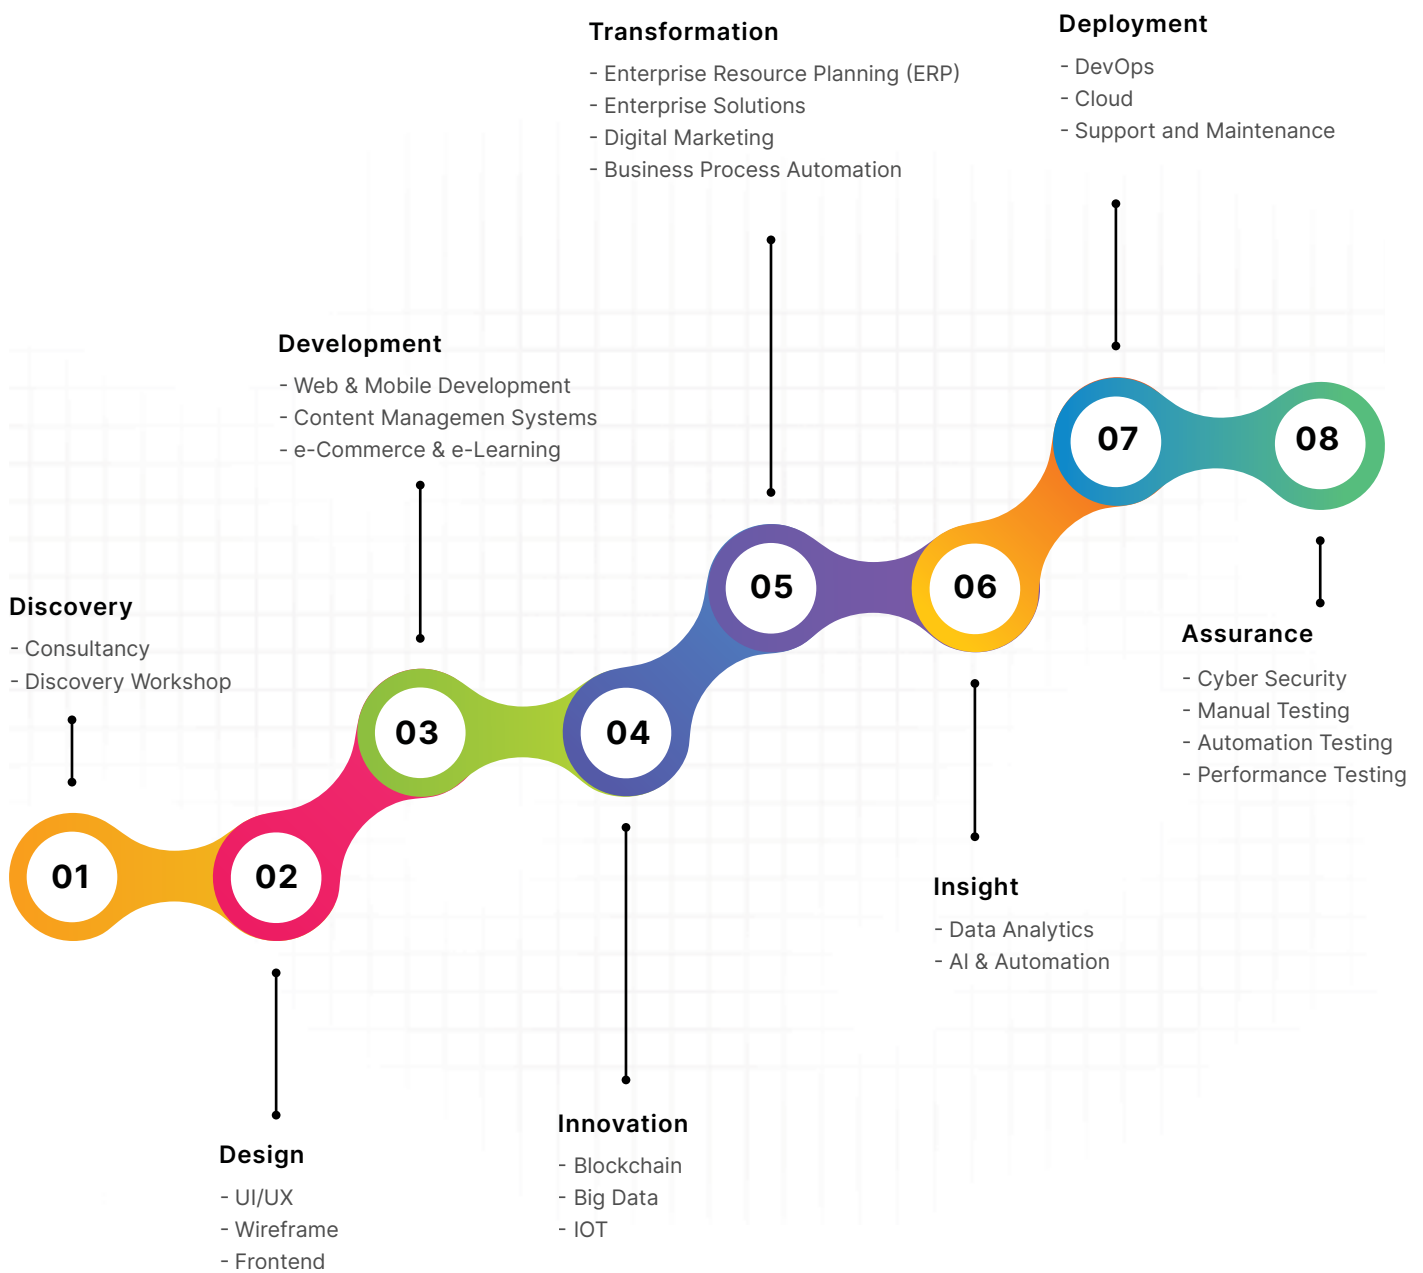 Transformation
- Enterprise Resource Planning (ERP)
- Enterprise Solutions
- Digital Marketing
- Business Process Automation
Deployment
- DevOps
- Cloud
- Support and Maintenance
Development
- Web & Mobile Development
- Content Managemen Systems
- e-Commerce & e-Learning
Discovery
- Consultancy
- Discovery Workshop
01
02
03
04
05
06
07
08
Assurance
- Cyber Security
- Manual Testing
- Automation Testing
- Performance Testing
Insight
- Data Analytics
- AI & Automation
Innovation
- Blockchain
- Big Data
- IOT
Design
- UI/UX
- Wireframe
- Frontend